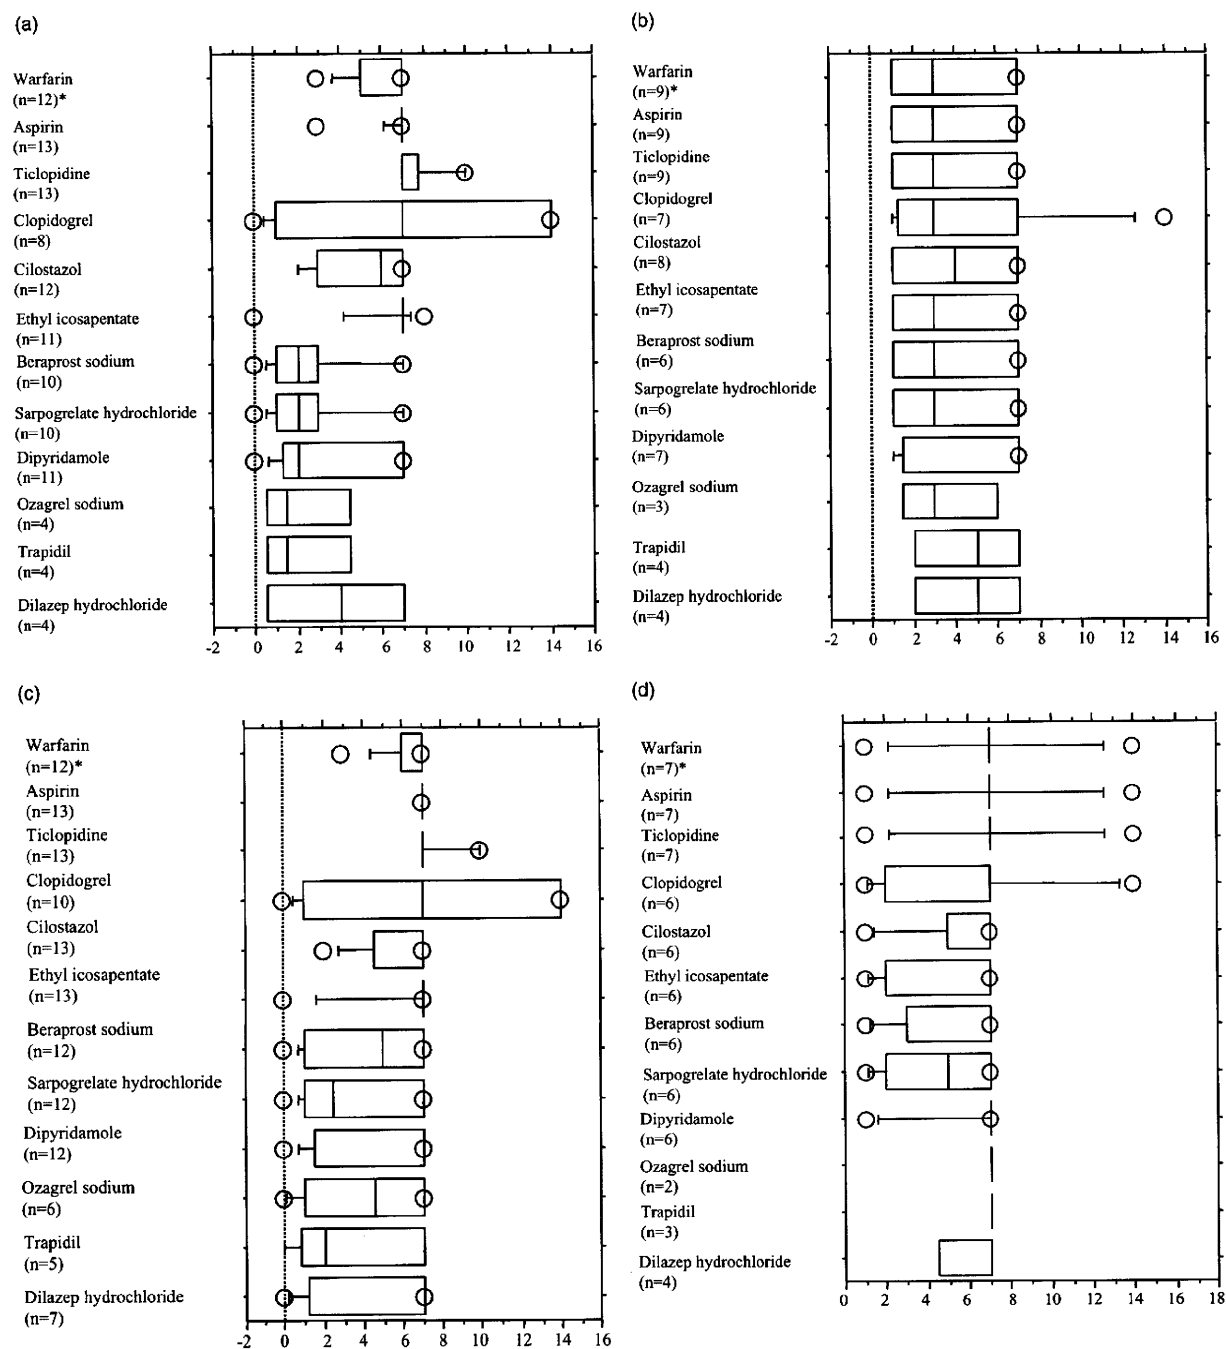 (a)
Warfarin
(n=12)*
Aspirin
(n=13)
Ticlopidine
(n=13)
Clopidogrel
(n=8)
Cilostazol
(n=12)
Ethyl icosapentate
(n=11)
Beraprost sodium
(n=10)
Sarpogrelate hydrochloride
(n=10)
Dipyridamole
(n=11)
Ozagrel sodium
(n=4)
Trapidil
(n=4)
Dilazep hydrochloride
(n=4)
-2 0 2 4 6 8 10 12 14 16
(b)
Warfarin
(n=9)*
Aspirin
(n=9)
Ticlopidine
(n=9)
Clopidogrel
(n=7)
Cilostazol
(n=8)
Ethyl icosapentate
(n=7)
Beraprost sodium
(n=6)
Sarpogrelate hydrochloride
(n=6)
Dipyridamole
(n=7)
Ozagrel sodium
(n=3)
Trapidil
(n=4)
Dilazep hydrochloride
(n=4)
-2 0 2 4 6 8 10 12 14 16
(c)
Warfarin
(n=12)*
Aspirin
(n=13)
Ticlopidine
(n=13)
Clopidogrel
(n=10)
Cilostazol
(n=13)
Ethyl icosapentate
(n=13)
Beraprost sodium
(n=12)
Sarpogrelate hydrochloride
(n=12)
Dipyridamole
(n=12)
Ozagrel sodium
(n=6)
Trapidil
(n=5)
Dilazep hydrochloride
(n=7)
-2 0 2 4 6 8 10 12 14 16
(d)
Warfarin
(n=7)*
Aspirin
(n=7)
Ticlopidine
(n=7)
Clopidogrel
(n=6)
Cilostazol
(n=6)
Ethyl icosapentate
(n=6)
Beraprost sodium
(n=6)
Sarpogrelate hydrochloride
(n=6)
Dipyridamole
(n=6)
Ozagrel sodium
(n=2)
Trapidil
(n=3)
Dilazep hydrochloride
(n=4)
0 2 4 6 8 10 12 14 16 18